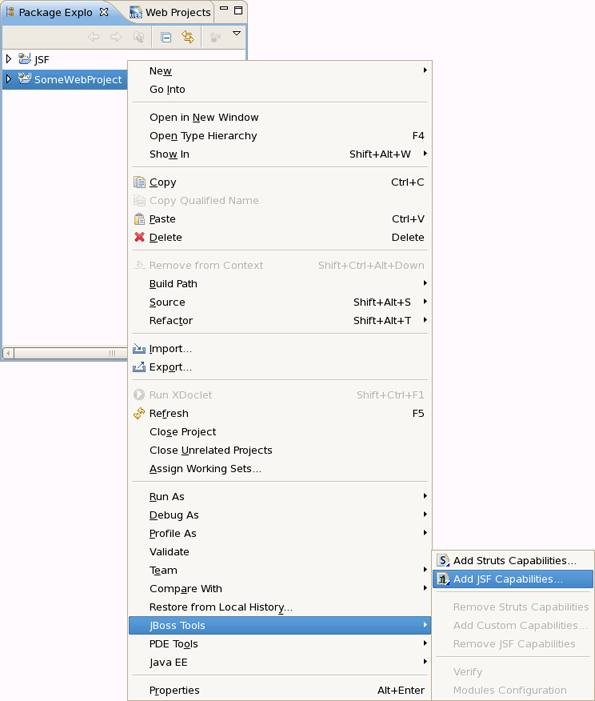 Package Explo
Web Projects
JSF
SomeWebProject
New
Go Into
Open in New Window
Open Type Hierarchy F4
Show In Shift+Alt+W
Copy Ctrl+C
Copy Qualified Name
Paste Ctrl+V
Delete Delete
Remove from Context Shift+Ctrl+Alt+Down
Build Path
Source Shift+Alt+S
Refactor Shift+Alt+T
Import...
Export...
Run XDoclet Shift+Ctrl+F1
Refresh F5
Close Project
Close Unrelated Projects
Assign Working Sets...
Run As
Debug As
Profile As
Validate
Team
Compare With
Restore from Local History...
JBoss Tools
PDE Tools
Java EE
Properties Alt+Enter
Add Struts Capabilities...
Add JSF Capabilities...
Remove Struts Capabilities
Add Custom Capabilities...
Remove JSF Capabilities
Verify
Modules Configuration